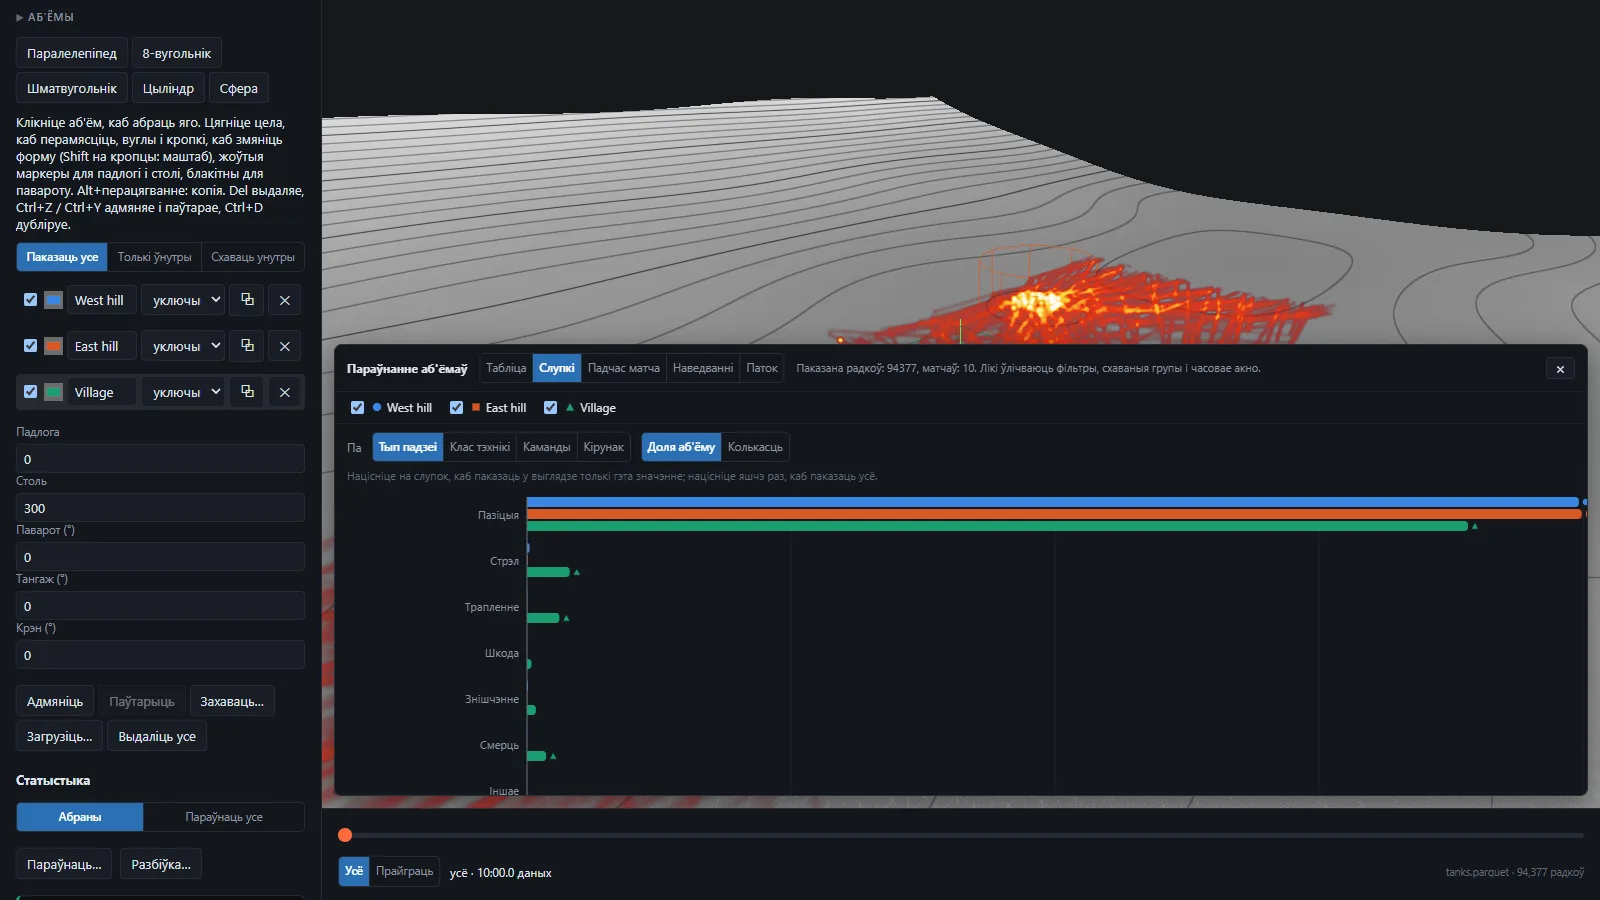 АБ'ЁМЫ
Паралелепіпед
8-вугольнік
Шматвугольнік
Цыліндр
Сфера
Клікніце аб'ём, каб абраць яго. Цягніце цела,
каб перамясціць, вуглы і кропкі, каб змяніць
форму (Shift на кропцы: маштаб), жоўтыя
маркеры для падлогі і столі, блакітны для
павароту. Alt+перацягванне: копія. Del выдаляе,
Ctrl+Z / Ctrl+Y адмяняе і паўтарае, Ctrl+D
дубліруе.
Паказаць усе
Толькі ўнутры
Схаваць унутры
West hill
уключы
East hill
уключы
Village
уключы
Падлога
0
Столь
300
Паварот (°)
0
Тангаж (°)
0
Крэн (°)
0
Адмяніць
Паўтарыць
Захаваць...
Загрузіць...
Выдаліць усе
Статыстыка
Абраны
Параўнаць усе
Параўнаць...
Разбіўка...
Параўнанне аб'ёмаў
Табліца
Слупкі
Падчас матча
Наведванні
Паток
Паказана радкоў: 94377, матчаў: 10. Лікі ўлічваюць фільтры, схаваныя групы і часовае акно.
West hill
East hill
Village
Па
Тып падзеі
Клас тэхнікі
Каманды
Кірунак
Доля аб'ёму
Колькасць
Націсніце на слупок, каб паказаць у выглядзе толькі гэта значэнне; націсніце яшчэ раз, каб паказаць усё.
Пазіцыя
Стрэл
Трапленне
Шкода
Знішчэнне
Смерць
Іншае
Усё
Прайграць
усё · 10:00.0 даных
tanks.parquet · 94,377 радкоў